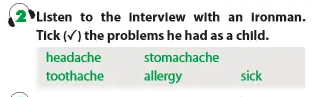 2 Listen to the interview with an Ironman.
Tick (✓) the problems he had as a child.
headache stomachache
toothache allergy sick